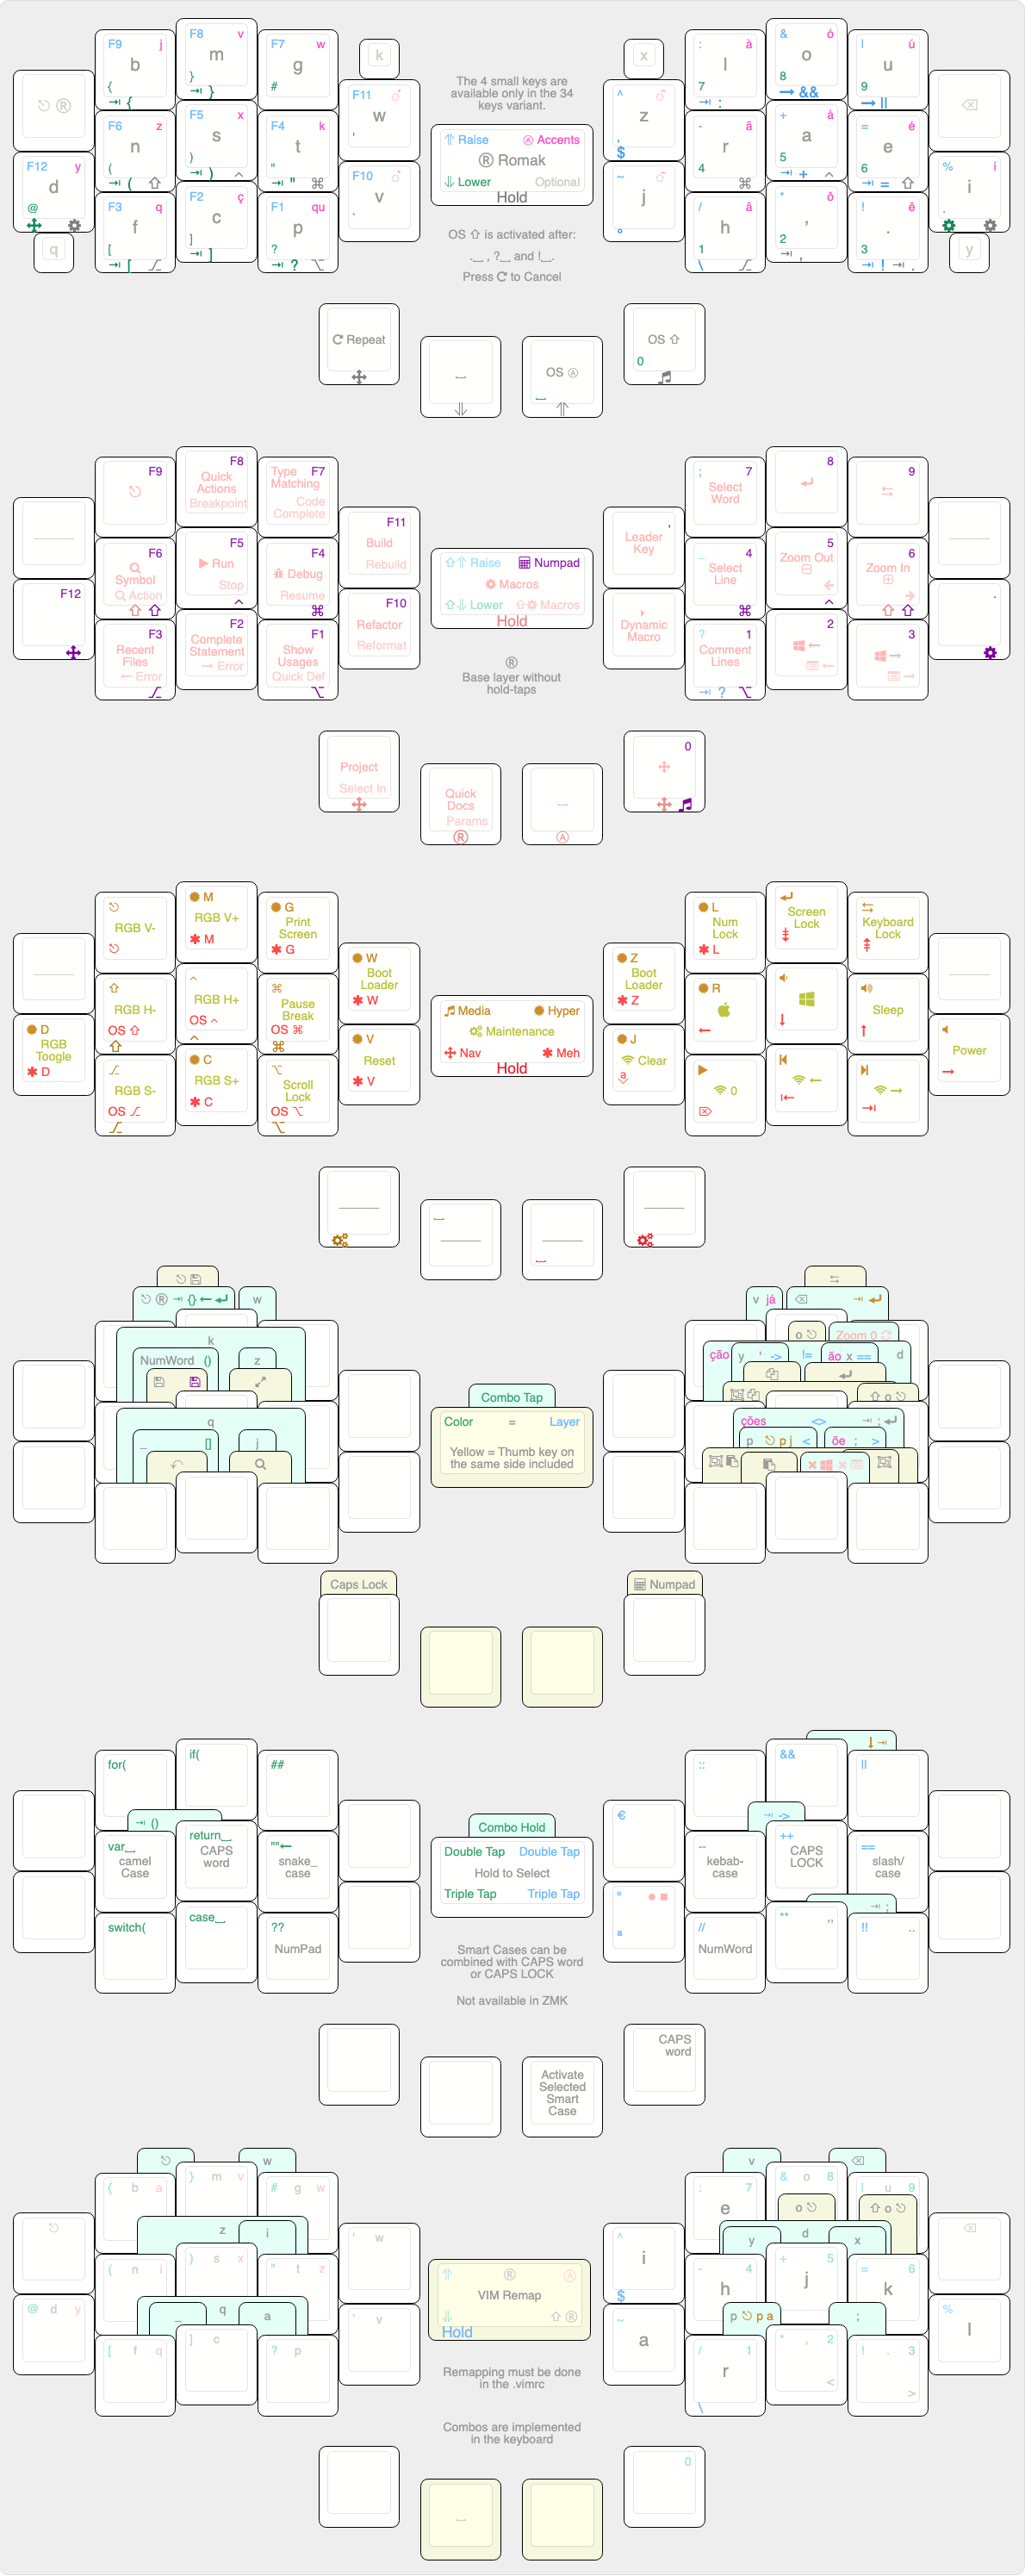 F9 j
b
{
⇥ {
F8 v
m
}
⇥ }
F7 w
g
#
k
x
: à
l
7
⇥ :
& ó
o
8
→ &&
| ú
u
9
→ ||
The 4 small keys are
available only in the 34
keys variant.
F11
w
'
^
z
,
$
F6 z
n
(
⇥ (
F5 x
s
)
⇥ )
F4 k
t
"
⇥ " ⌘
Raise Accents
® Romak
Lower Optional
Hold
- ä
r
4
⌘
+ á
a
5
⇥ +
= é
e
6
⇥ =
F12 y
d
@
F10
v
`
~
j
°
% í
i
.
F3 q
f
[
⇥ [
F2 ç
c
]
⇥ ]
F1 qu
p
?
⇥ ?
/ â
h
1
\
* ô
,
2
⇥ ,
! ê
.
3
⇥ ! ⇥ .
q
y
OS ⇧ is activated after:
.⎵ , ?⎵ and !⎵.
Press to Cancel
Repeat
OS Ⓐ
OS ⇧
0
F9
F8
Quick
Actions
Breakpoint
Type F7
Matching
Code
Complete
; 7
Select
Word
8
9
F11
Build
Rebuild
Leader
Key
,
F6
Symbol
Action
F5
Run
Stop
F4
Debug
Resume
Raise Numpad
Macros
Lower Macros
Hold
_ 4
Select
Line
5
Zoom Out
6
Zoom In
F12
F10
Refactor
Reformat
Dynamic
Macro
.
F3
Recent
Files
← Error
F2
Complete
Statement
→ Error
F1
Show
Usages
Quick Def
? 1
Comment
Lines
⇥ ?
2
3
®
Base layer without
hold-taps
Project
Select In
Quick
Docs
Params
®
Ⓐ
0
RGB V-
M
RGB V+
M
G
Print
Screen
G
L
Num
Lock
L
Screen
Lock
Keyboard
Lock
W
Boot
Loader
W
Z
Boot
Loader
Z
RGB H-
OS ⇧
RGB H+
OS
Pause
Break
OS ⌘
⌘
Media Hyper
Maintenance
Nav Meh
Hold
R
Sleep
D
RGB
Toogle
D
V
Reset
V
J
Clear
a
Power
RGB S-
OS
C
RGB S+
C
Scroll
Lock
OS ⌥
0
® ⇥ {} w
v já
⇥
k
o
Zoom 0
NumWord () z
ção y ' -> != ão x == d
Combo Tap
Color = Layer
Yellow = Thumb key on
the same side included
o
q
_ [] j
ções <> ⇥ ;
p p j < õe ; >
Caps Lock
Numpad
for(
if(
##
::
&&
||
⇥ ()
⇥ ->
€
var⎵
camel
Case
return⎵
CAPS
word
""←
snake_
case
Combo Hold
Double Tap Double Tap
Hold to Select
Triple Tap Triple Tap
--
kebab-
case
++
CAPS
LOCK
==
slash/
case
⇥ ;
°
a
switch(
case⎵
??
NumPad
//
NumWord
**
,,
!!
..
Smart Cases can be
combined with CAPS word
or CAPS LOCK
Not available in ZMK
Activate
Selected
Smart
Case
CAPS
word
w
v
{ b a
} m v
# g w
: 7
e
& o 8
o
| u 9
o
z i
' w
^
i
$
y d x
( n
) s x
" t z
® Ⓐ
VIM Remap
®
Hold
- 4
h
+ 5
j
= 6
k
@ d y
_ q a
` v
~
a
p p a
;
%
l
[ f q
] c
? p
/ 1
r
\
* , 2
<
! . 3
>
Remapping must be done
in the .vimrc
Combos are implemented
in the keyboard
0